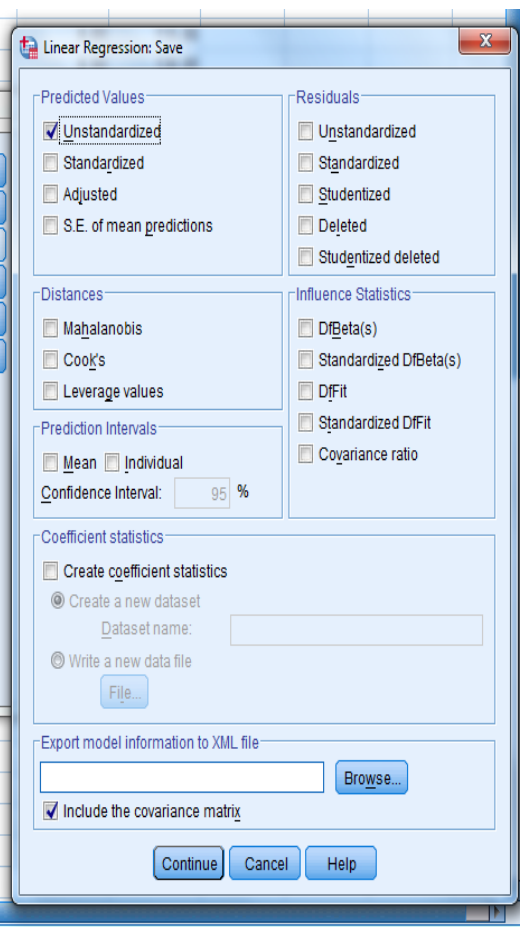 Linear Regression: Save
Predicted Values
Unstandardized
Standardized
Adjusted
S.E. of mean predictions
Residuals
Unstandardized
Standardized
Studentized
Deleted
Studentized deleted
Distances
Mahalanobis
Cook's
Leverage values
Influence Statistics
DfBeta(s)
Standardized DfBeta(s)
DfFit
Standardized DfFit
Covariance ratio
Prediction Intervals
Mean Individual
Confidence Interval: 95 %
Coefficient statistics
Create coefficient statistics
Create a new dataset
Dataset name:
Write a new data file
File...
Export model information to XML file
Browse...
Include the covariance matrix
Continue Cancel Help